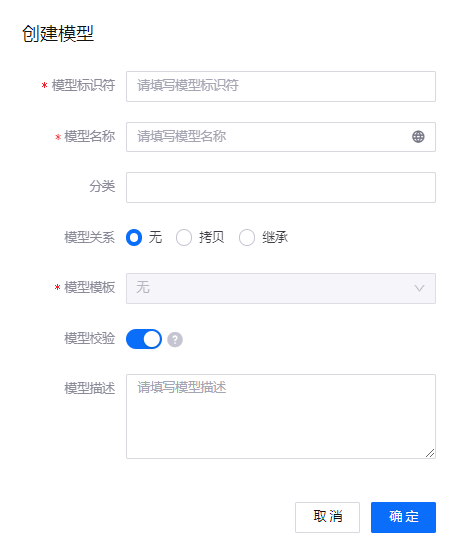 创建模型
* 模型标识符 请填写模型标识符
* 模型名称 请填写模型名称
分类
模型关系 无 拷贝 继承
* 模型模板 无
模型校验 ?
模型描述 请填写模型描述
取消 确定